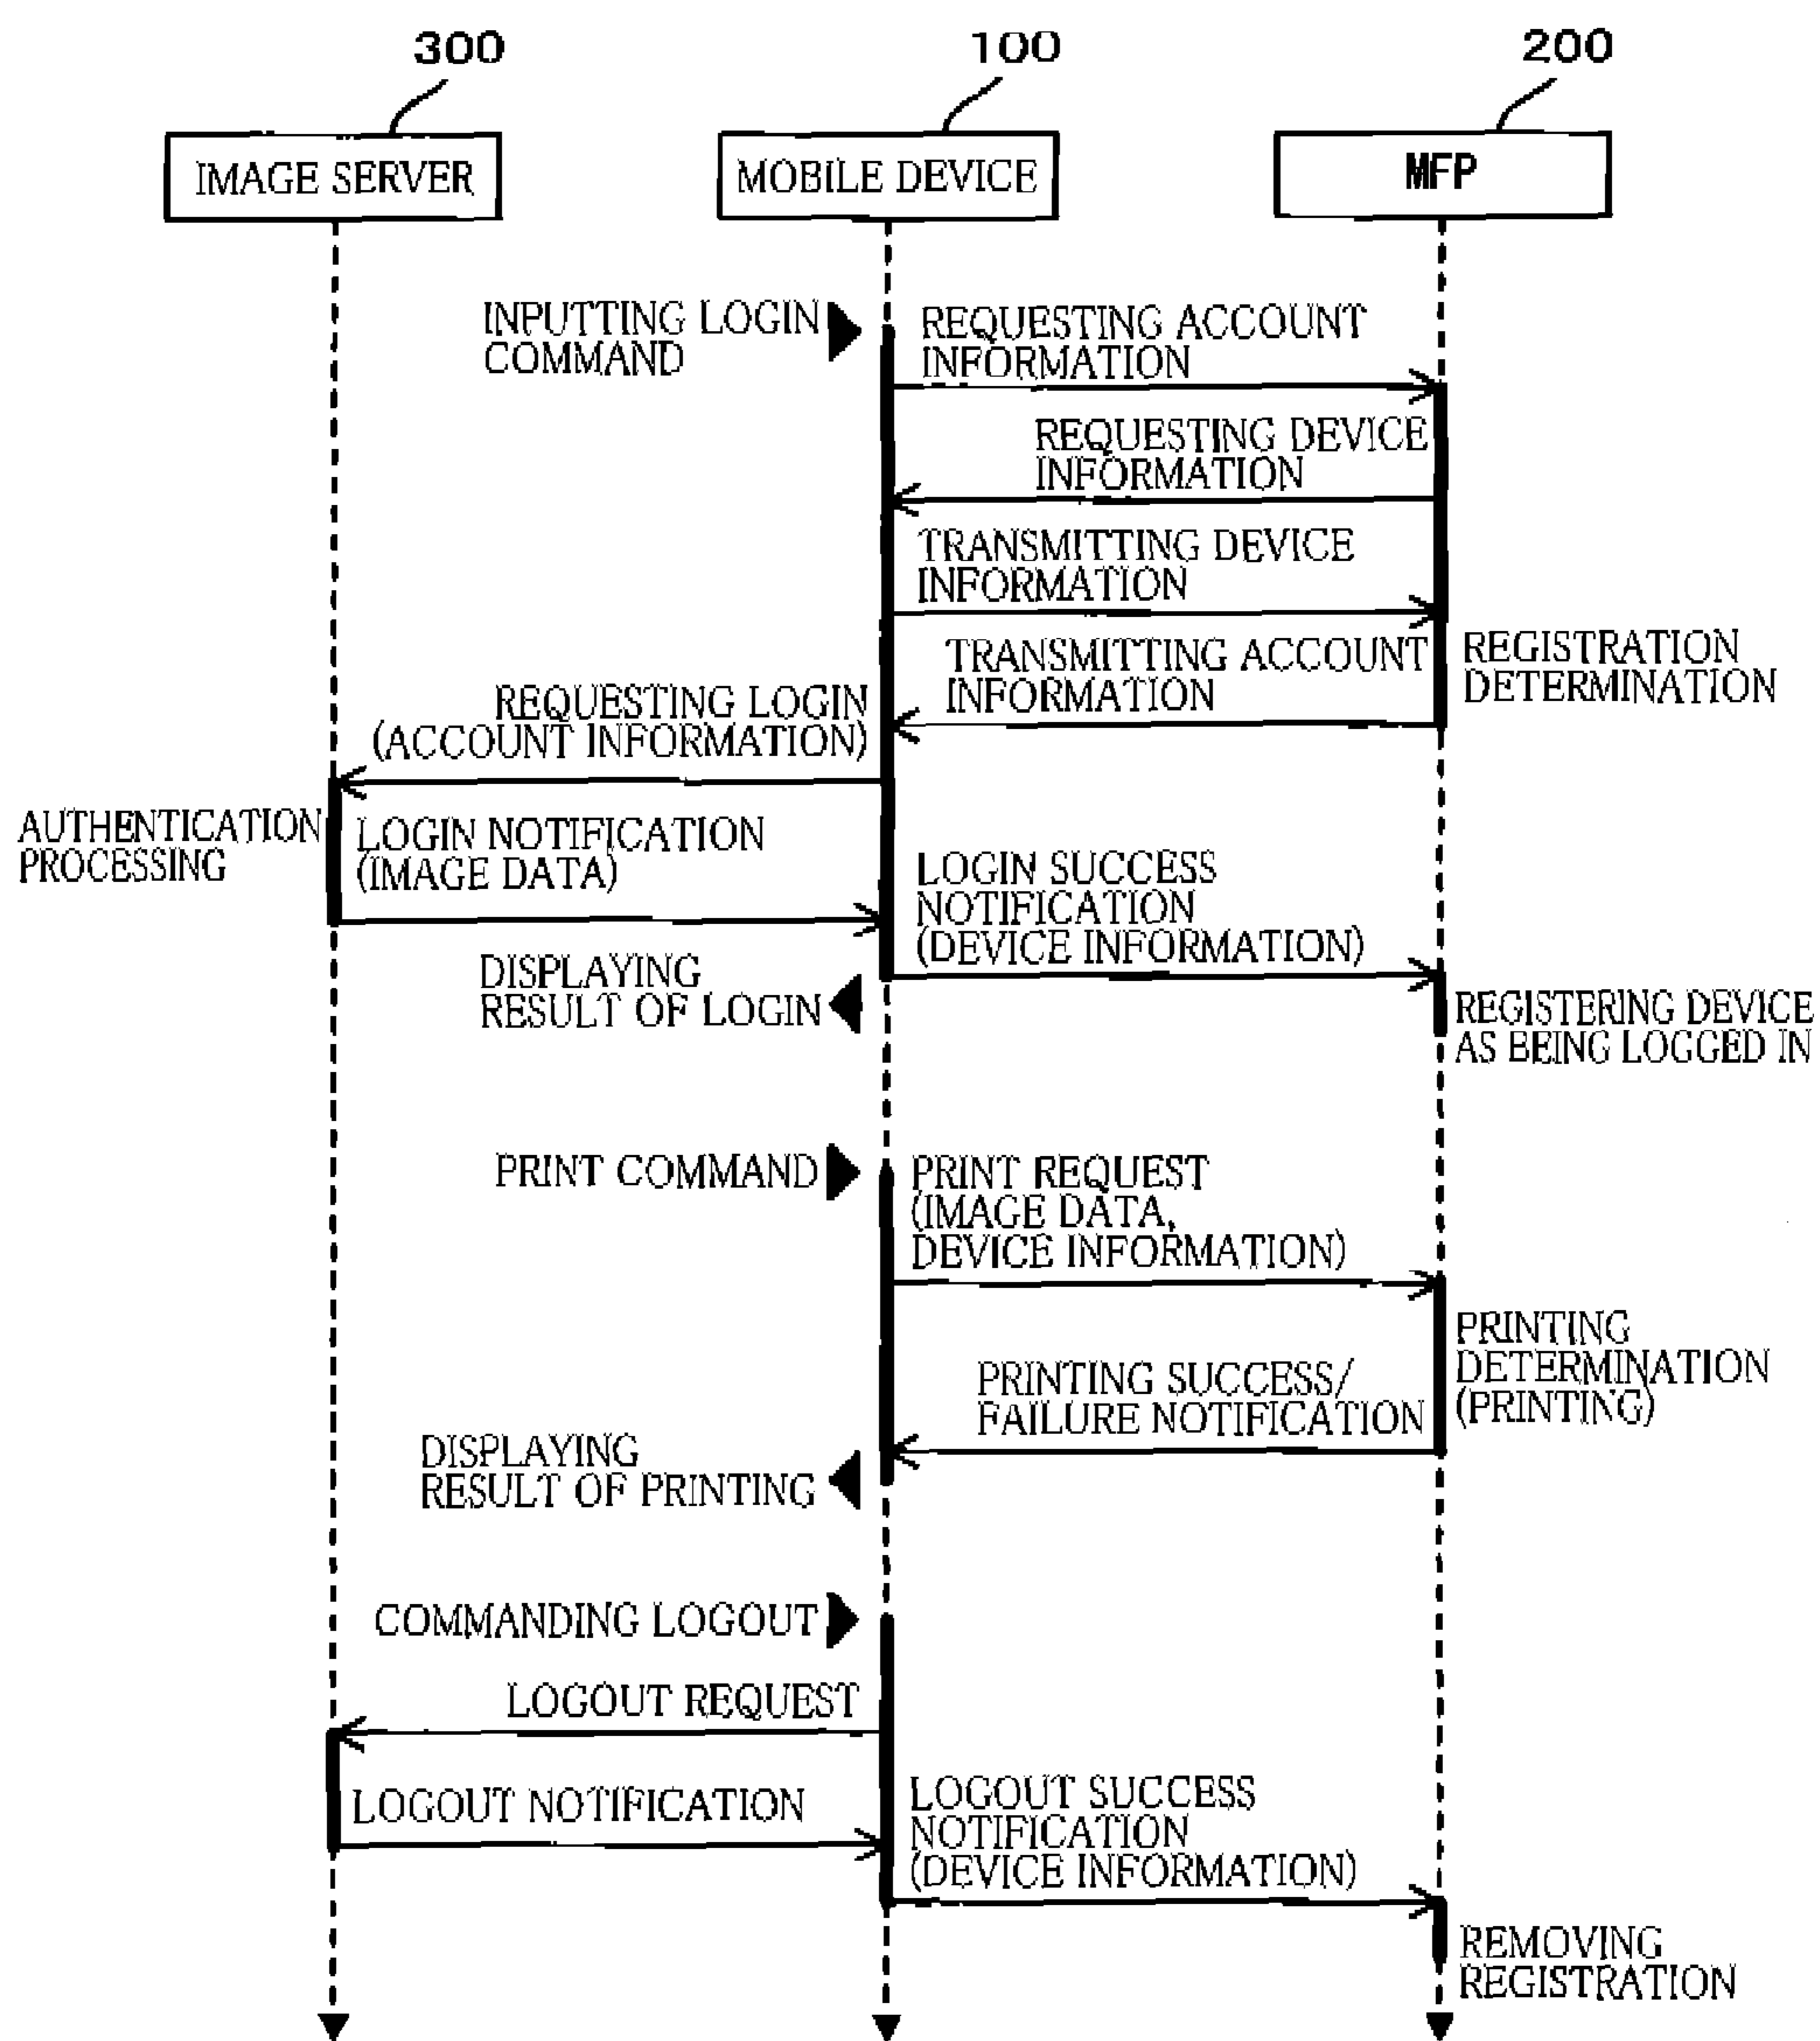 300
100
200
IMAGE SERVER
MOBILE DEVICE
MFP
INPUTTING LOGIN
COMMAND
REQUESTING ACCOUNT
INFORMATION
REQUESTING DEVICE
INFORMATION
TRANSMITTING DEVICE
INFORMATION
TRANSMITTING ACCOUNT
INFORMATION
REGISTRATION
DETERMINATION
REQUESTING LOGIN
(ACCOUNT INFORMATION)
AUTHENTICATION
PROCESSING
LOGIN NOTIFICATION
(IMAGE DATA)
LOGIN SUCCESS
NOTIFICATION
(DEVICE INFORMATION)
DISPLAYING
RESULT OF LOGIN
REGISTERING DEVICE
AS BEING LOGGED IN
PRINT COMMAND
PRINT REQUEST
(IMAGE DATA,
DEVICE INFORMATION)
PRINTING
DETERMINATION
(PRINTING)
PRINTING SUCCESS/
FAILURE NOTIFICATION
DISPLAYING
RESULT OF PRINTING
COMMANDING LOGOUT
LOGOUT REQUEST
LOGOUT NOTIFICATION
LOGOUT SUCCESS
NOTIFICATION
(DEVICE INFORMATION)
REMOVING
REGISTRATION